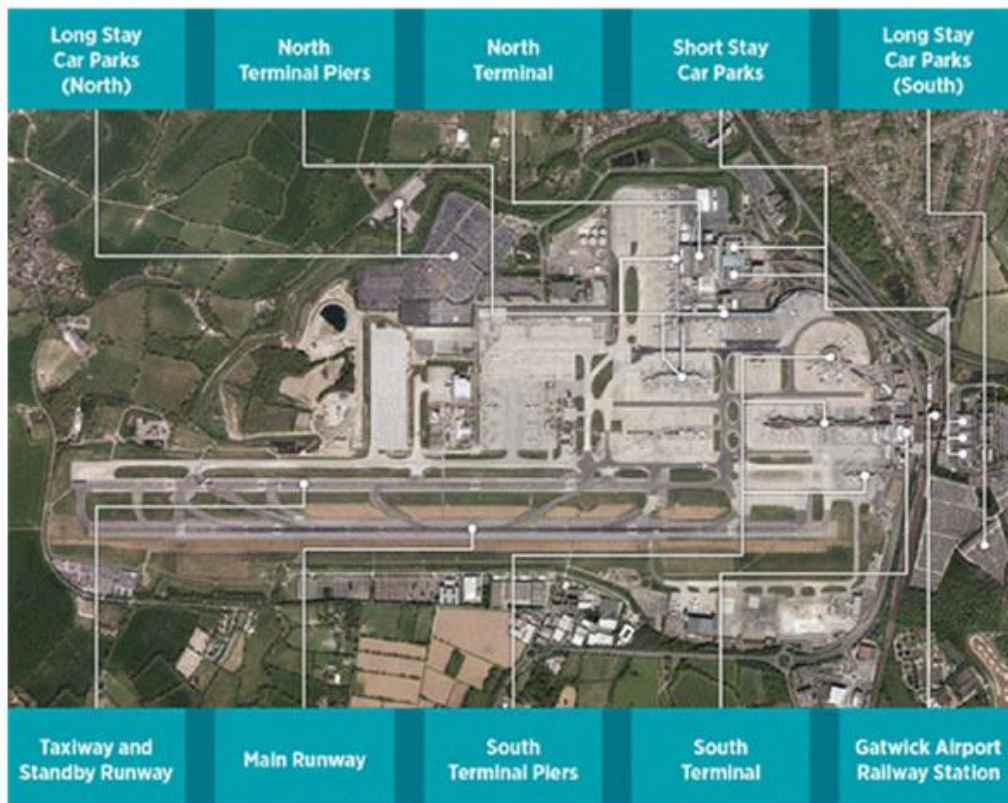 Long Stay
Car Parks
(North)
North
Terminal Piers
North
Terminal
Short Stay
Car Parks
Long Stay
Car Parks
(South)
Taxiway and
Standby Runway
Main Runway
South
Terminal Piers
South
Terminal
Gatwick Airport
Railway Station